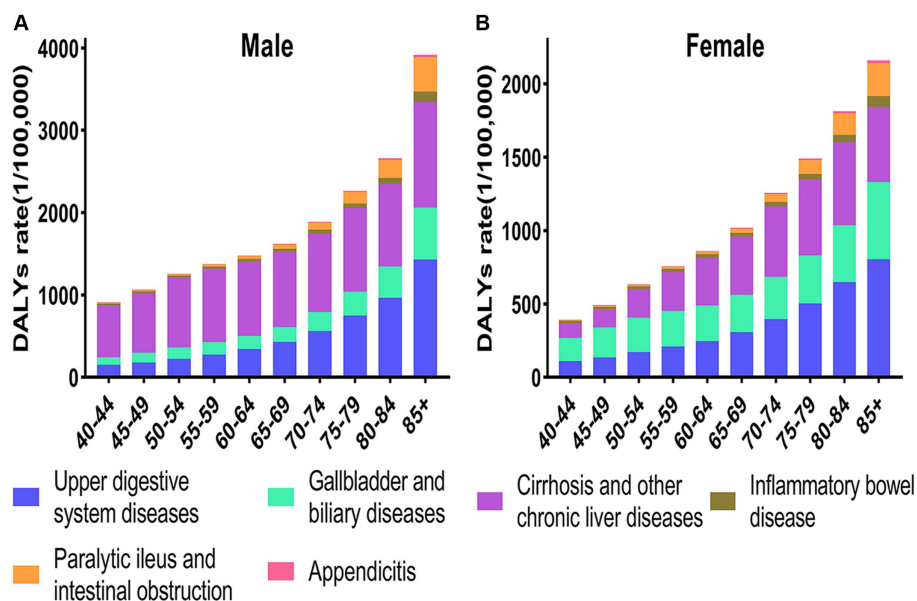 A
Male
DALYs rate(1/100,000)
4000
3000
2000
1000
0
40-44
45-49
50-54
55-59
60-64
65-69
70-74
75-79
80-84
85+
B
Female
DALYs rate(1/100,000)
2000
1500
1000
500
0
40-44
45-49
50-54
55-59
60-64
65-69
70-74
75-79
80-84
85+
Upper digestive
system diseases
Gallbladder and
biliary diseases
Cirrhosis and other
chronic liver diseases
Inflammatory bowel
disease
Paralytic ileus and
intestinal obstruction
Appendicitis